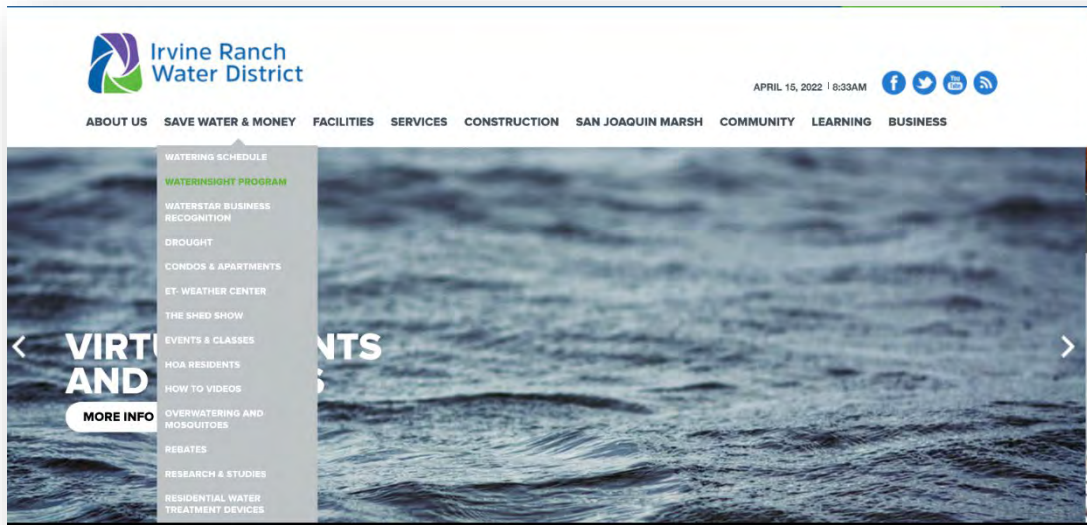 Irvine Ranch
Water District
APRIL 15, 2022 | 8:33AM
You
Tube
ABOUT US SAVE WATER & MONEY FACILITIES SERVICES CONSTRUCTION SAN JOAQUIN MARSH COMMUNITY LEARNING BUSINESS
WATERING SCHEDULE
WATERINSIGHT PROGRAM
WATERSTAR BUSINESS
RECOGNITION
DROUGHT
CONDOS & APARTMENTS
ET- WEATHER CENTER
THE SHED SHOW
EVENTS & CLASSES
HOA RESIDENTS
HOW TO VIDEOS
OVERWATERING AND
MOSQUITOES
REBATES
RESEARCH & STUDIES
RESIDENTIAL WATER
TREATMENT DEVICES
AND
MORE INFO